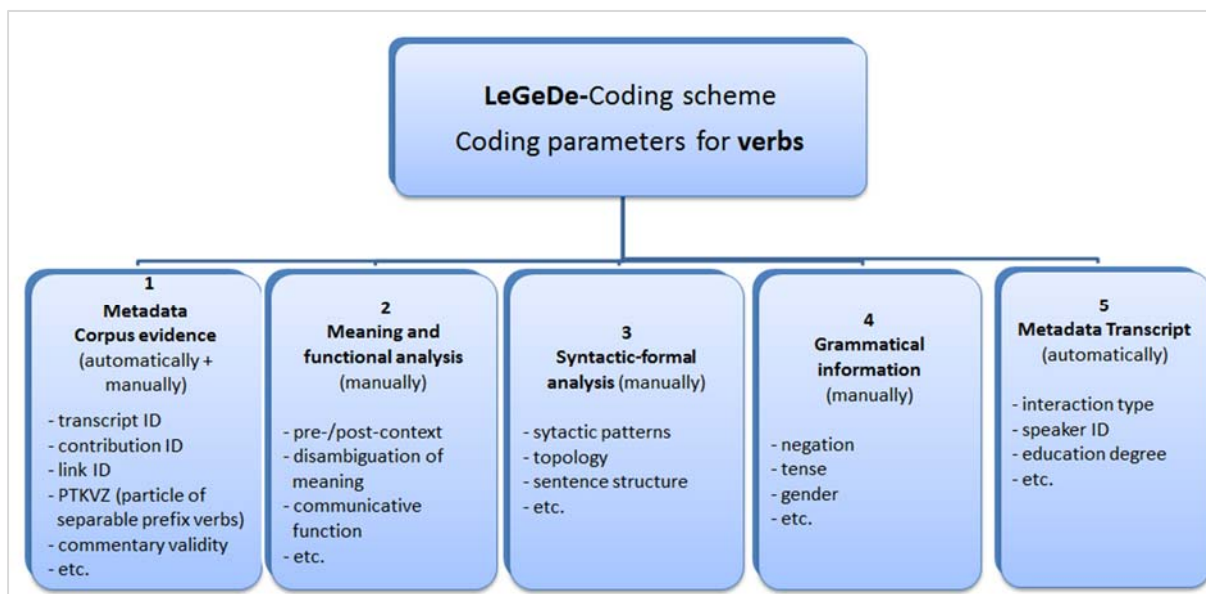 LeGeDe-Coding scheme
Coding parameters for verbs
1
Metadata
Corpus evidence
(automatically +
manually)
- transcript ID
- contribution ID
- link ID
- PTKVZ (particle of
separable prefix verbs)
- commentary validity
- etc.
2
Meaning and
functional analysis
(manually)
- pre-/post-context
- disambiguation of
meaning
- communicative
function
- etc.
3
Syntactic-formal
analysis (manually)
- sytactic patterns
- topology
- sentence structure
- etc.
4
Grammatical
information
(manually)
- negation
- tense
- gender
- etc.
5
Metadata Transcript
(automatically)
- interaction type
- speaker ID
- education degree
- etc.